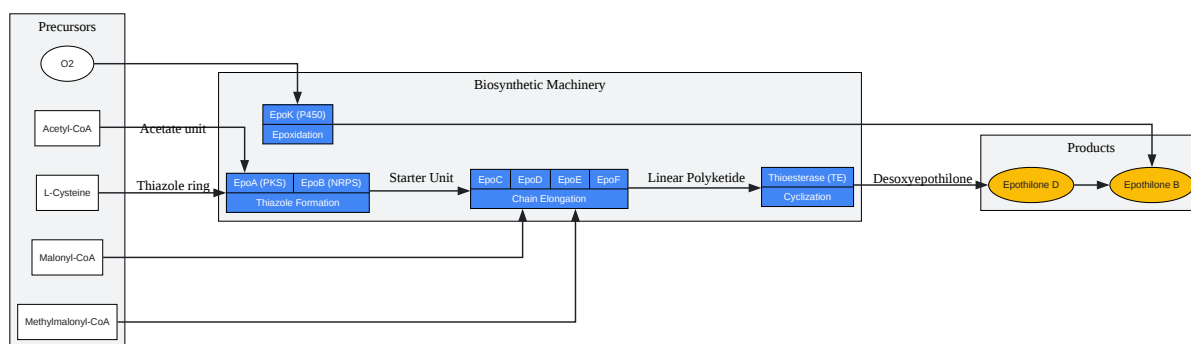 Precursors
O2
Acetyl-CoA
L-Cysteine
Malonyl-CoA
Methylmalonyl-CoA
Acetate unit
Thiazole ring
Biosynthetic Machinery
EpoK (P450)
Epoxidation
EpoA (PKS) EpoB (NRPS)
Thiazole Formation
Starter Unit
EpoC EpoD EpoE EpoF
Chain Elongation
Linear Polyketide
Thioesterase (TE)
Cyclization
Desoxyepothilone
Products
Epothilone D
Epothilone B